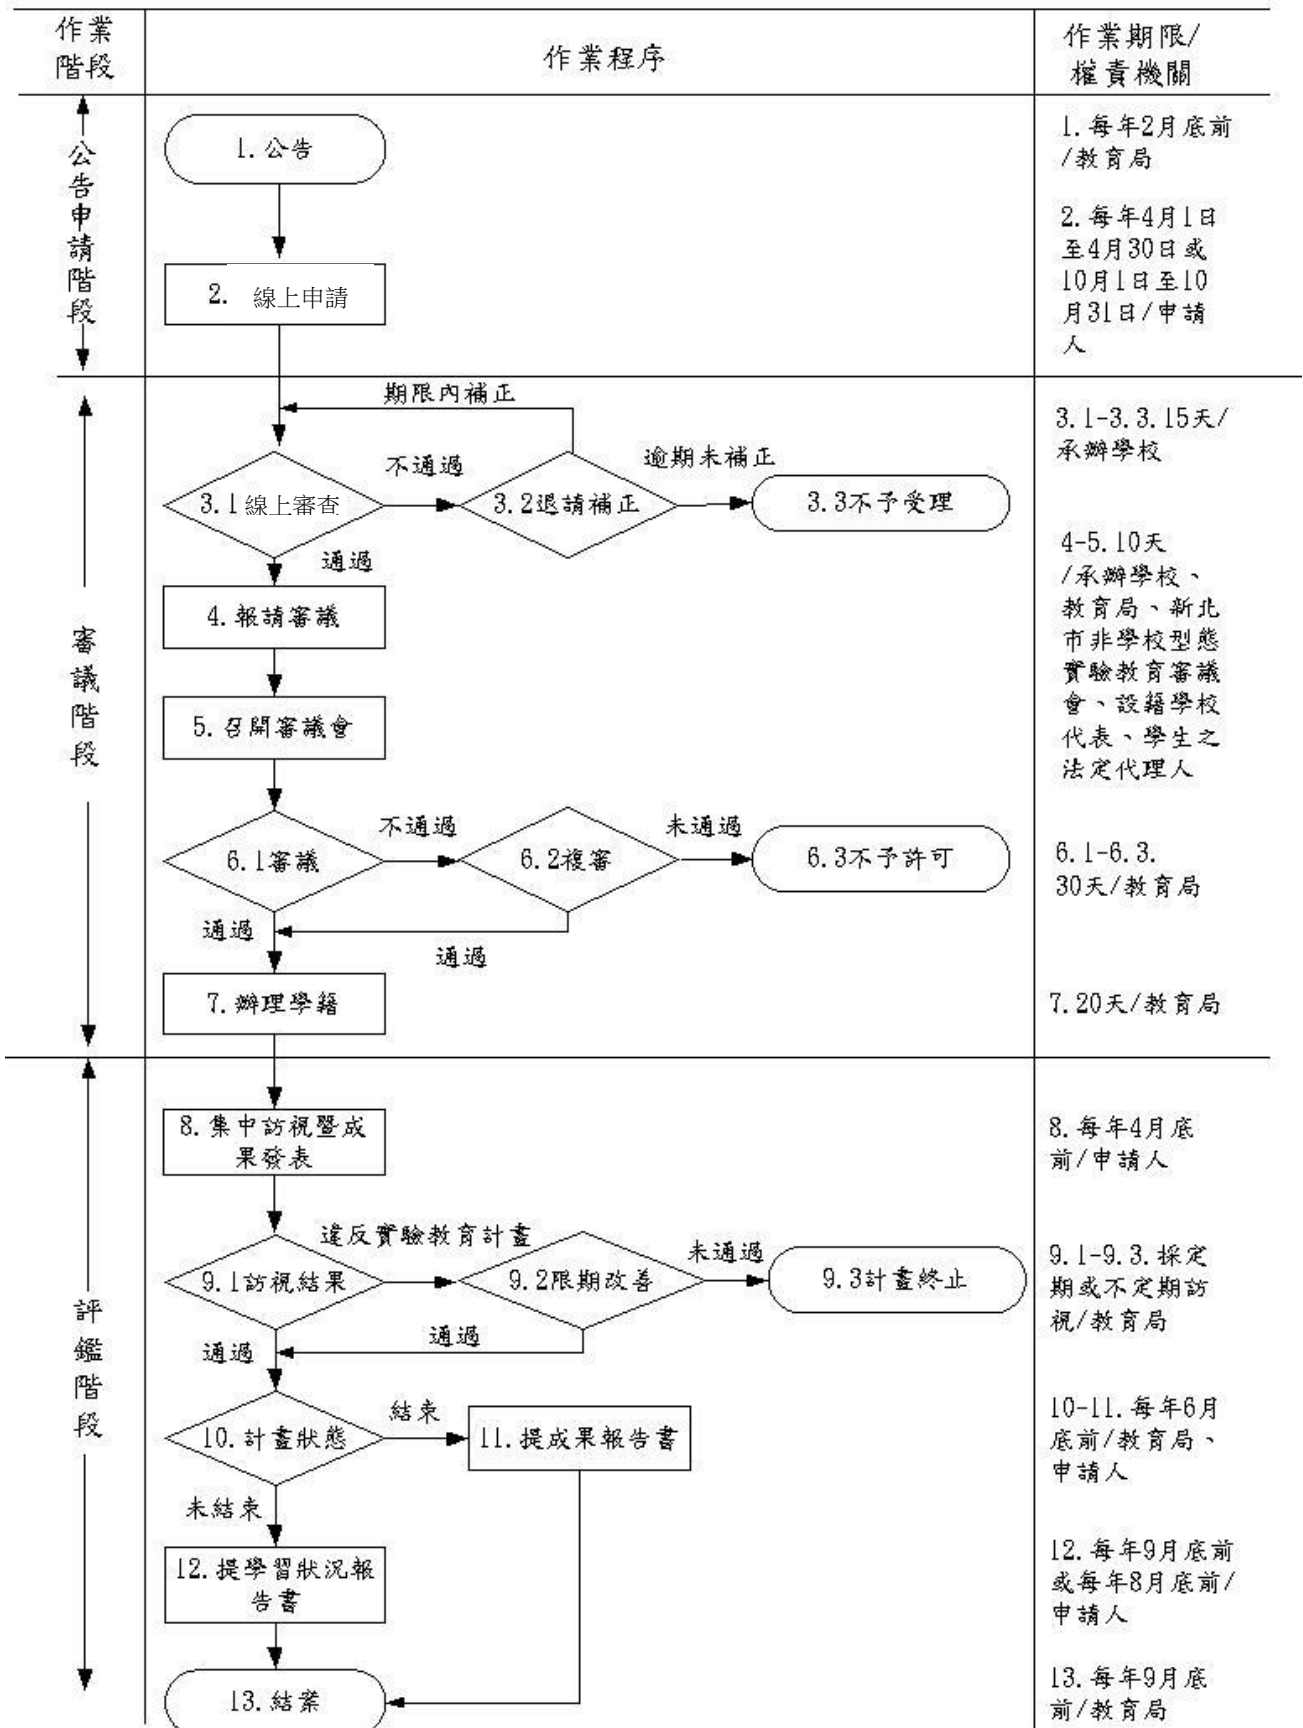 作業
階段
作業程序
作業期限/
權責機關
公告申請階段
1.公告
1.每年2月底前
/教育局
2. 線上申請
2.每年4月1日
至4月30日或
10月1日至10
月31日/申請
人
審議階段
期限內補正
3.1線上審查
不通過
3.2退請補正
逾期未補正
3.3不予受理
3.1-3.3.15天/
承辦學校
通過
4.報請審議
5.召開審議會
4-5.10天
/承辦學校、
教育局、新北
市非學校型態
實驗教育審議
會、設籍學校
代表、學生之
法定代理人
6.1審議
不通過
6.2複審
未通過
6.3不予許可
6.1-6.3.
30天/教育局
通過
通過
7.辦理學籍
7.20天/教育局
評鑑階段
8.集中訪視暨成
果發表
8.每年4月底
前/申請人
違反實驗教育計畫
9.1訪視結果
9.2限期改善
未通過
9.3計畫終止
9.1-9.3.採定
期或不定期訪
視/教育局
通過
通過
10.計畫狀態
結束
11.提成果報告書
10-11.每年6月
底前/教育局、
申請人
未結束
12.提學習狀況報
告書
12.每年9月底前
或每年8月底前/
申請人
13.結案
13.每年9月底
前/教育局